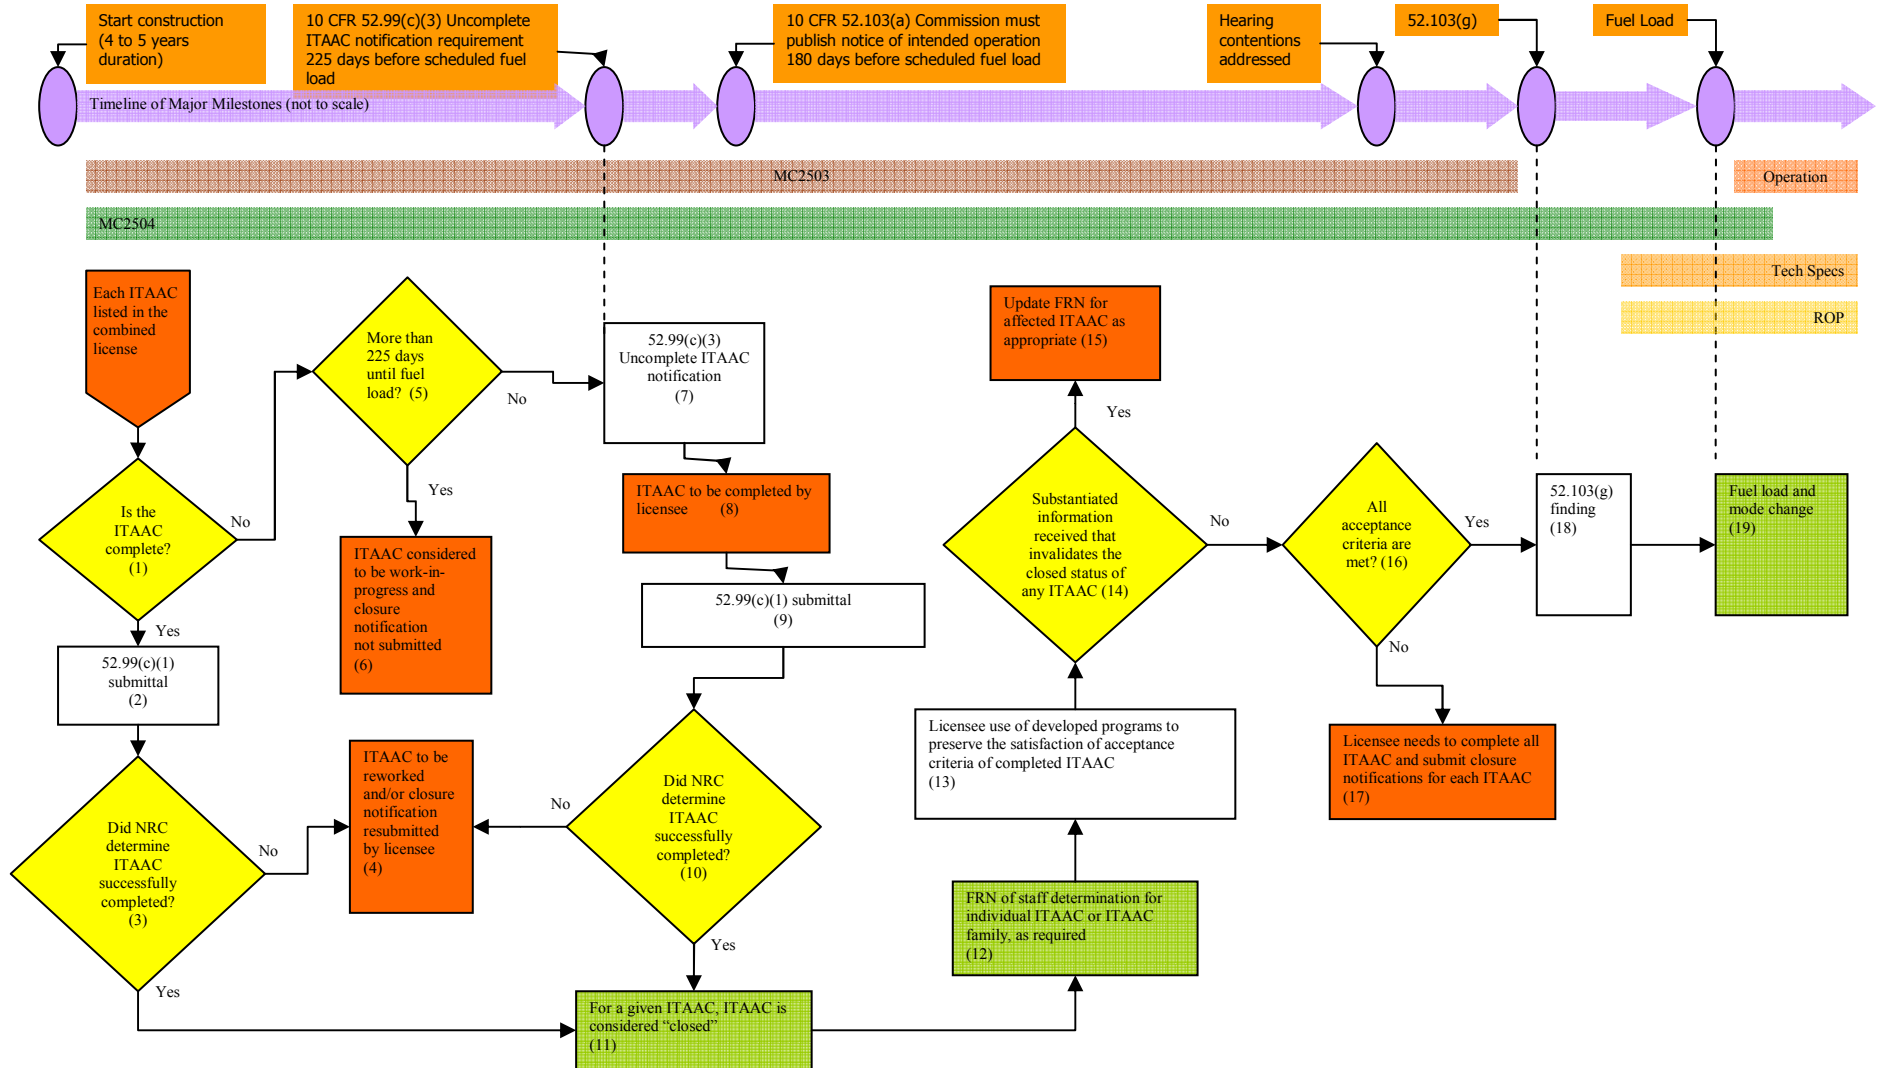 Start construction
(4 to 5 years
duration)
10 CFR 52.99(c)(3) Uncomplete
ITAAC notification requirement
225 days before scheduled fuel
load
10 CFR 52.103(a) Commission must
publish notice of intended operation
180 days before scheduled fuel load
Hearing
contentions
addressed
52.103(g)
Fuel Load
Timeline of Major Milestones (not to scale)
MC2503
Operation
MC2504
Tech Specs
ROP
Each ITAAC
listed in the
combined
license
More than
225 days
until fuel
load? (5)
No
Yes
52.99(c)(3)
Uncomplete ITAAC
notification
(7)
Update FRN for
affected ITAAC as
appropriate (15)
Yes
Is the
ITAAC
complete?
(1)
No
Yes
ITAAC considered
to be work-in-
progress and
closure
notification
not submitted
(6)
ITAAC to be completed by
licensee (8)
52.99(c)(1) submittal
(9)
Substantiated
information
received that
invalidates the
closed status of
any ITAAC (14)
No
All
acceptance
criteria are
met? (16)
Yes
No
52.103(g)
finding
(18)
Fuel load and
mode change
(19)
52.99(c)(1)
submittal
(2)
Did NRC
determine
ITAAC
successfully
completed?
(3)
No
Yes
ITAAC to be
reworked
and/or closure
notification
resubmitted
by licensee
(4)
No
Did NRC
determine
ITAAC
successfully
completed?
(10)
Yes
Licensee use of developed programs to
preserve the satisfaction of acceptance
criteria of completed ITAAC
(13)
Licensee needs to complete all
ITAAC and submit closure
notifications for each ITAAC
(17)
FRN of staff determination for
individual ITAAC or ITAAC
family, as required
(12)
For a given ITAAC, ITAAC is
considered “closed”
(11)